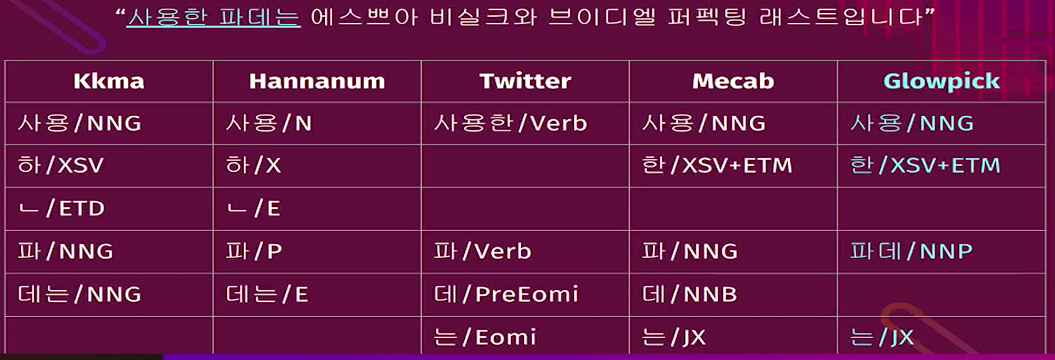 “사용한 파데는 에스쁘아 비실크와 브이디엘 퍼펙팅 래스트입니다”
Kkma Hannanum Twitter Mecab Glowpick
사용/NNG 사용/N 사용한/Verb 사용/NNG 사용/NNG
하/XSV 하/X 한/XSV+ETM 한/XSV+ETM
ㄴ/ETD ㄴ/E
파/NNG 파/P 파/Verb 파/NNG 파데/NNP
데는/NNG 데는/E 데/PreEomi 데/NNB
는/Eomi 는/JX 는/JX